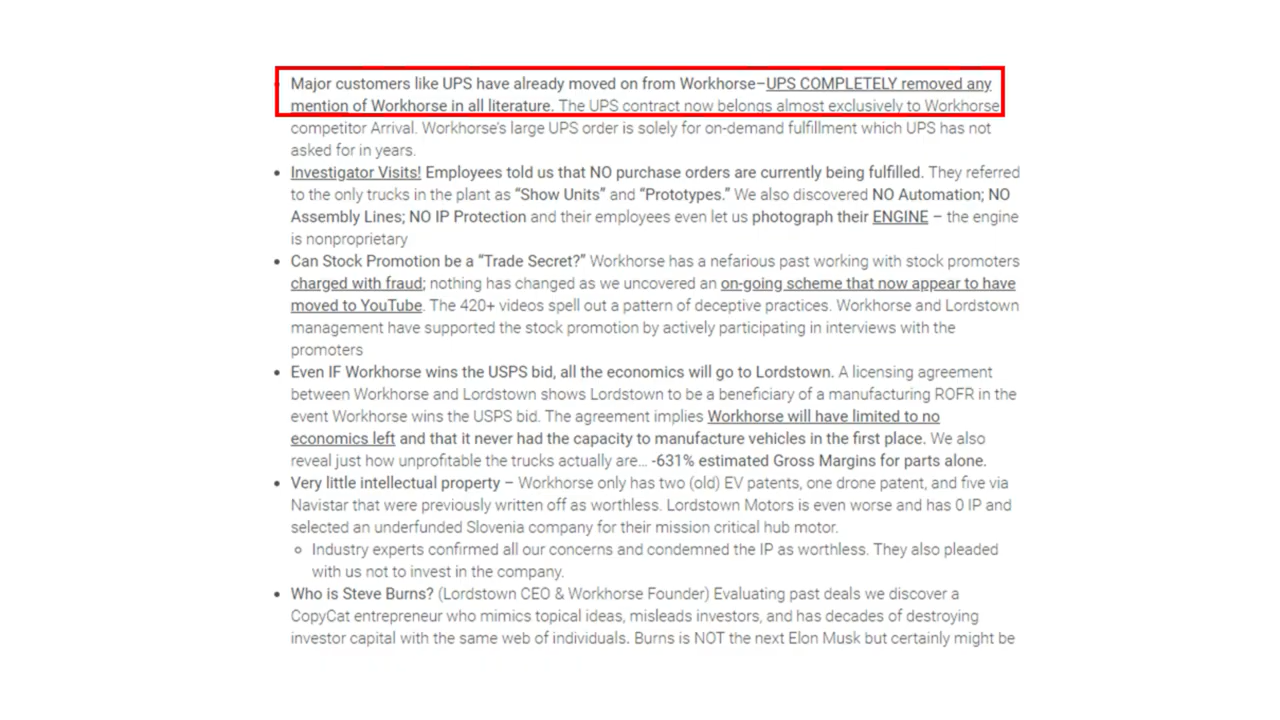 Major customers like UPS have already moved on from Workhorse–UPS COMPLETELY removed any
mention of Workhorse in all literature. The UPS contract now belongs almost exclusively to Workhorse
competitor Arrival. Workhorse's large UPS order is solely for on-demand fulfillment which UPS has not
asked for in years.
• Investigator Visits! Employees told us that NO purchase orders are currently being fulfilled. They referred
to the only trucks in the plant as “Show Units” and “Prototypes.” We also discovered NO Automation; NO
Assembly Lines; NO IP Protection and their employees even let us photograph their ENGINE – the engine
is nonproprietary
• Can Stock Promotion be a “Trade Secret?” Workhorse has a nefarious past working with stock promoters
charged with fraud; nothing has changed as we uncovered an on-going scheme that now appear to have
moved to YouTube. The 420+ videos spell out a pattern of deceptive practices. Workhorse and Lordstown
management have supported the stock promotion by actively participating in interviews with the
promoters
• Even IF Workhorse wins the USPS bid, all the economics will go to Lordstown. A licensing agreement
between Workhorse and Lordstown shows Lordstown to be a beneficiary of a manufacturing ROFR in the
event Workhorse wins the USPS bid. The agreement implies Workhorse will have limited to no
economics left and that it never had the capacity to manufacture vehicles in the first place. We also
reveal just how unprofitable the trucks actually are… -631% estimated Gross Margins for parts alone.
• Very little intellectual property – Workhorse only has two (old) EV patents, one drone patent, and five via
Navistar that were previously written off as worthless. Lordstown Motors is even worse and has 0 IP and
selected an underfunded Slovenia company for their mission critical hub motor.
○ Industry experts confirmed all our concerns and condemned the IP as worthless. They also pleaded
with us not to invest in the company.
• Who is Steve Burns? (Lordstown CEO & Workhorse Founder) Evaluating past deals we discover a
CopyCat entrepreneur who mimics topical ideas, misleads investors, and has decades of destroying
investor capital with the same web of individuals. Burns is NOT the next Elon Musk but certainly might be